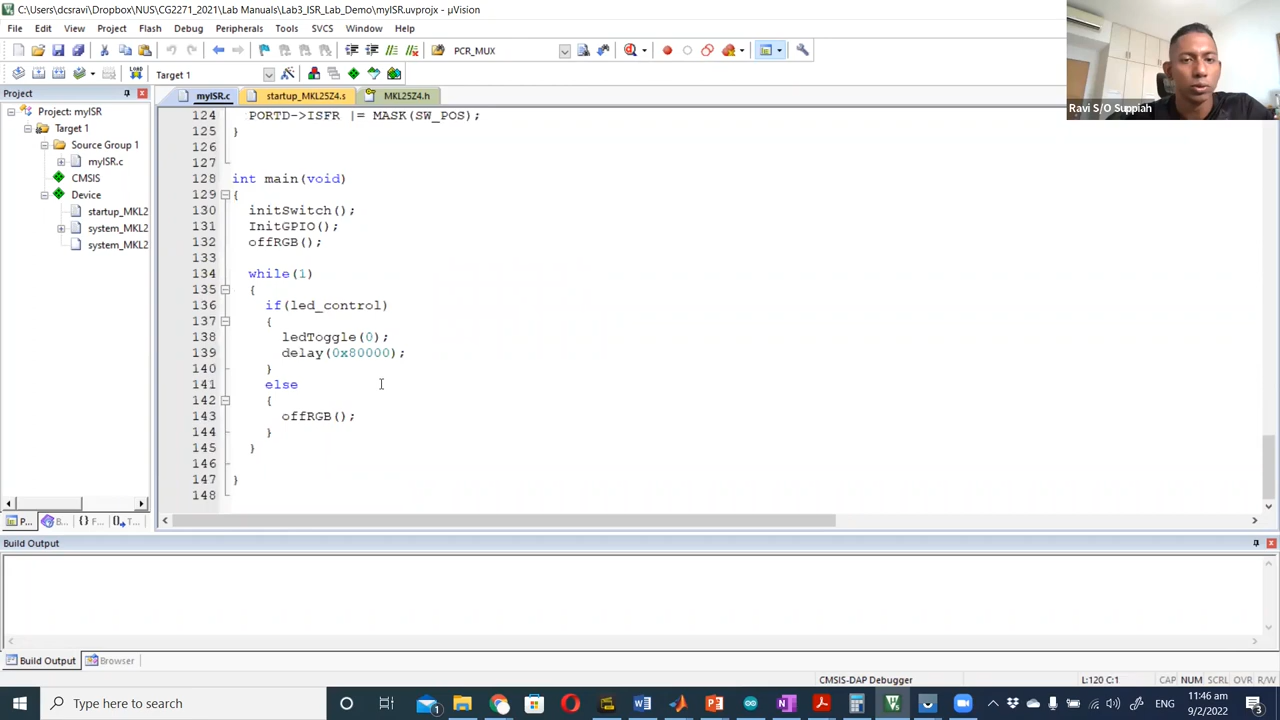 C:\Users\dcsravi\Dropbox\NUS\CG2271_2021\Lab Manuals\Lab3_ISR_Led_Demo\myISR.uvprojx - µVision
File Edit View Project Flash Debug Peripherals Tools SVCS Window Help
PCR_MUX
LOAD Target 1
Project
myISR.c startup_MKL25Z4.s MKL25Z4.h
Project: myISR
Target 1
Source Group 1
myISR.c
CMSIS
Device
startup_MKL2
system_MKL2
system_MKL2
124 PORTD->ISFR |= MASK(SW_POS);
125 }
126
127
128 int main(void)
129 {
130 initSwitch();
131 InitGPIO();
132 offRGB();
133
134 while(1)
135 {
136 if(led_control)
137 {
138 ledToggle(0);
139 delay(0x80000);
140 }
141 else
142 {
143 offRGB();
144 }
145 }
146
147 }
148
Ravi S/O Suppiah
P... B... {} F... T...
Build Output
Build Output Browser
CMSIS-DAP Debugger L:120 C:1 CAP NUM SCRL OVR R/W
Type here to search
ENG
11:46 am
9/2/2022
3